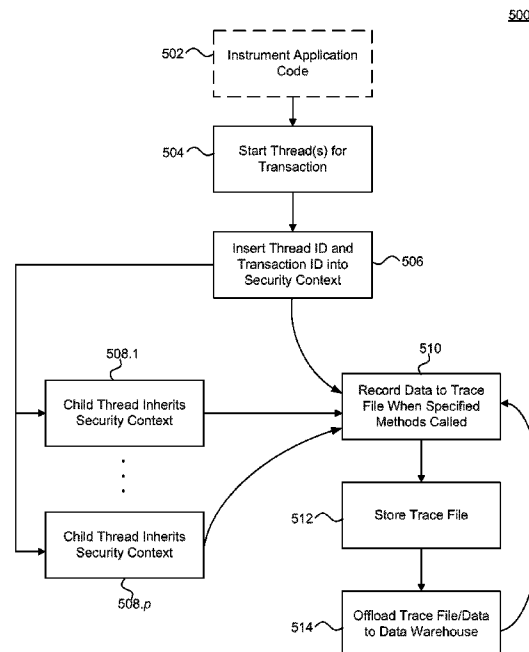 500
502
Instrument Application
Code
504
Start Thread(s) for
Transaction
Insert Thread ID and
Transaction ID into
Security Context
506
508.1
510
Child Thread Inherits
Security Context
Record Data to Trace
File When Specified
Methods Called
512
Store Trace File
Child Thread Inherits
Security Context
508.p
514
Offload Trace File/Data
to Data Warehouse